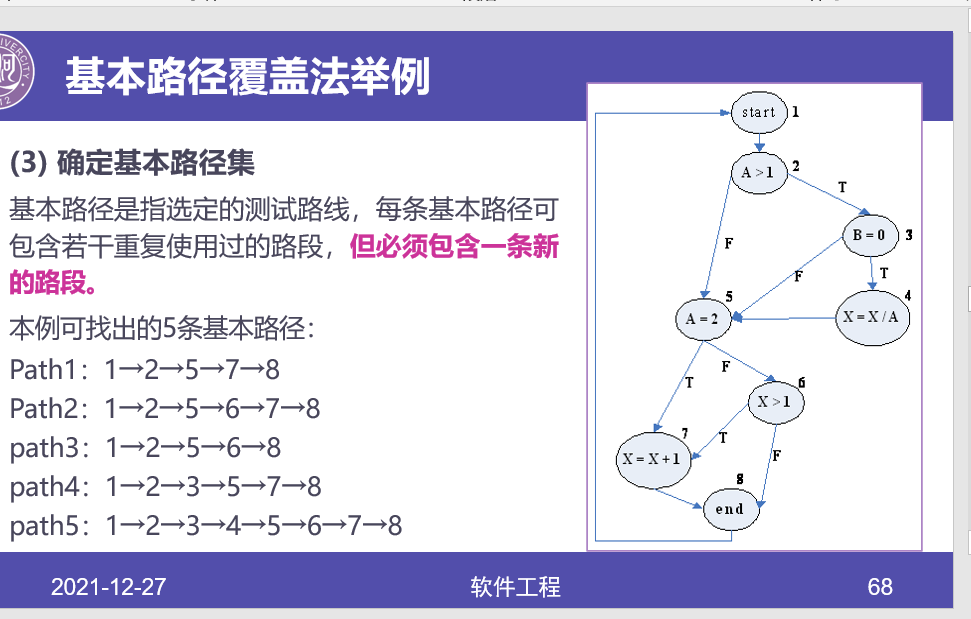 基本路径覆盖法举例
(3) 确定基本路径集
基本路径是指选定的测试路线，每条基本路径可
包含若干重复使用过的路段，但必须包含一条新
的路段。
本例可找出的5条基本路径：
Path1：1→2→5→7→8
Path2：1→2→5→6→7→8
path3：1→2→5→6→8
path4：1→2→3→5→7→8
path5：1→2→3→4→5→6→7→8
start 1
A >1 2
T
B = 0 3
F
F
T
4
5
A = 2
X = X / A
F
T
6
X >1
7
T
X = X + 1
F
8
end
2021-12-27
软件工程
68